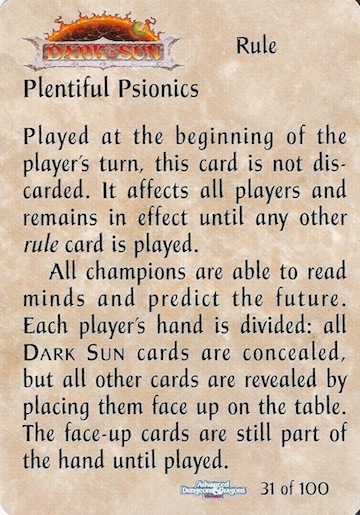 DARK SUN
Rule
Plentiful Psionics
Played at the beginning of the
player's turn, this card is not dis-
carded. It affects all players and
remains in effect until any other
rule card is played.
All champions are able to read
minds and predict the future.
Each player's hand is divided: all
DARK SUN cards are concealed,
but all other cards are revealed by
placing them face up on the table.
The face-up cards are still part of
the hand until played.
Advanced
Dungeons & Dragons
31 of 100